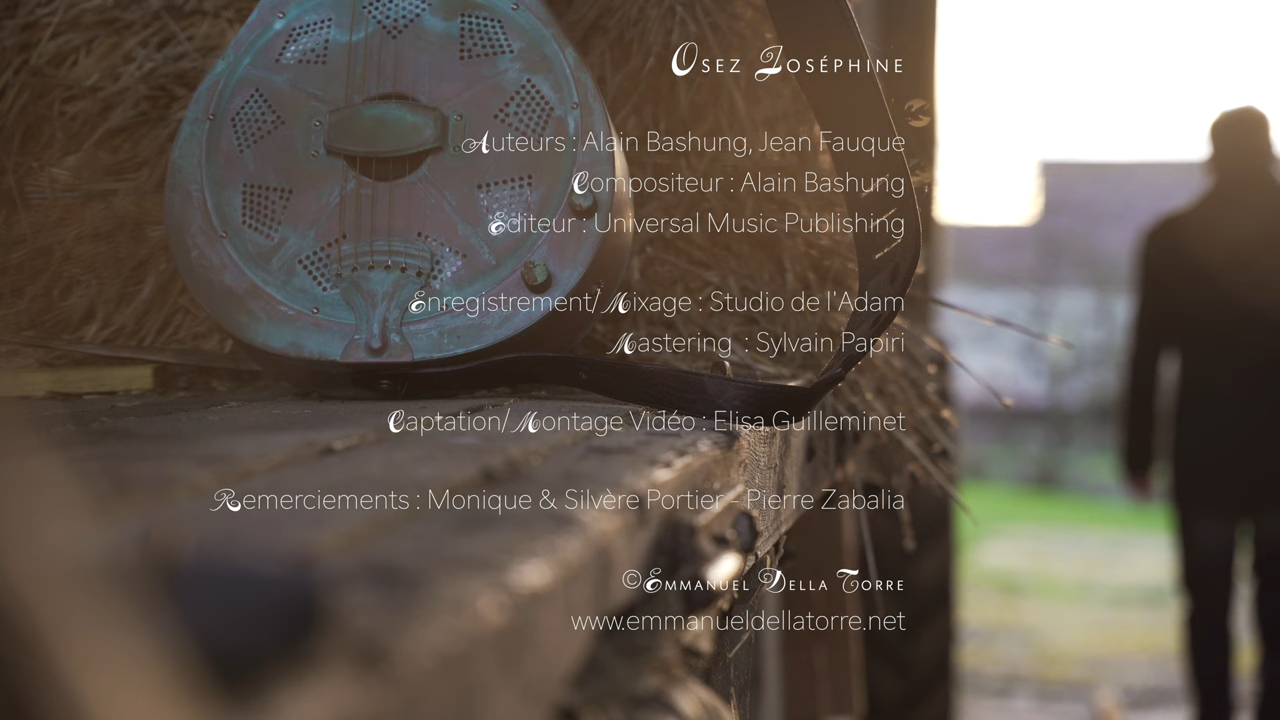 Osez Joséphine
Auteurs : Alain Bashung, Jean Fauque
Compositeur : Alain Bashung
Editeur : Universal Music Publishing
Enregistrement/Mixage : Studio de l'Adam
Mastering  : Sylvain Papiri
Captation/Montage Vidéo : Elisa Guilleminet
Remerciements : Monique & Silvère Portier - Pierre Zabalia
©Emmanuel Della Torre
www.emmanueldellatorre.net